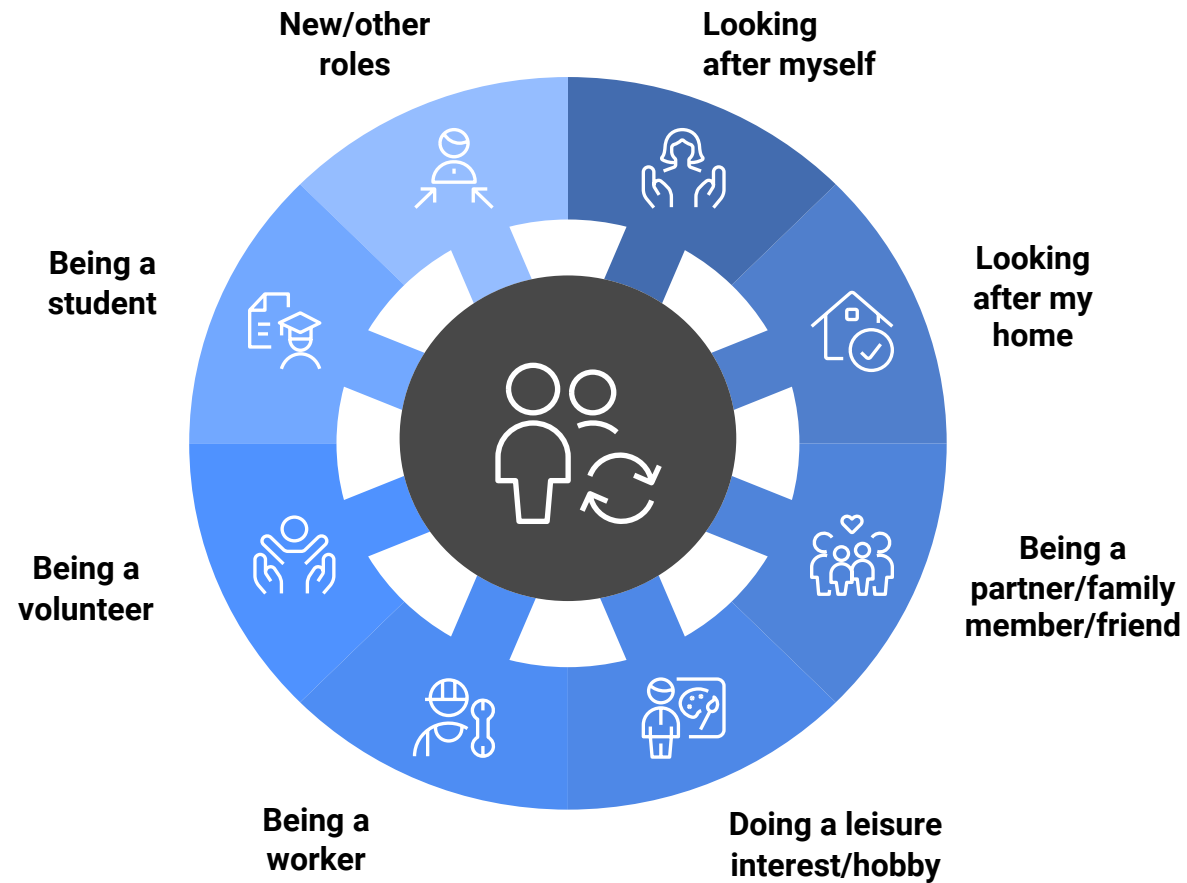 New/other
roles
Looking
after myself
Looking
after my
home
Being a
partner/family
member/friend
Doing a leisure
interest/hobby
Being a
worker
Being a
volunteer
Being a
student